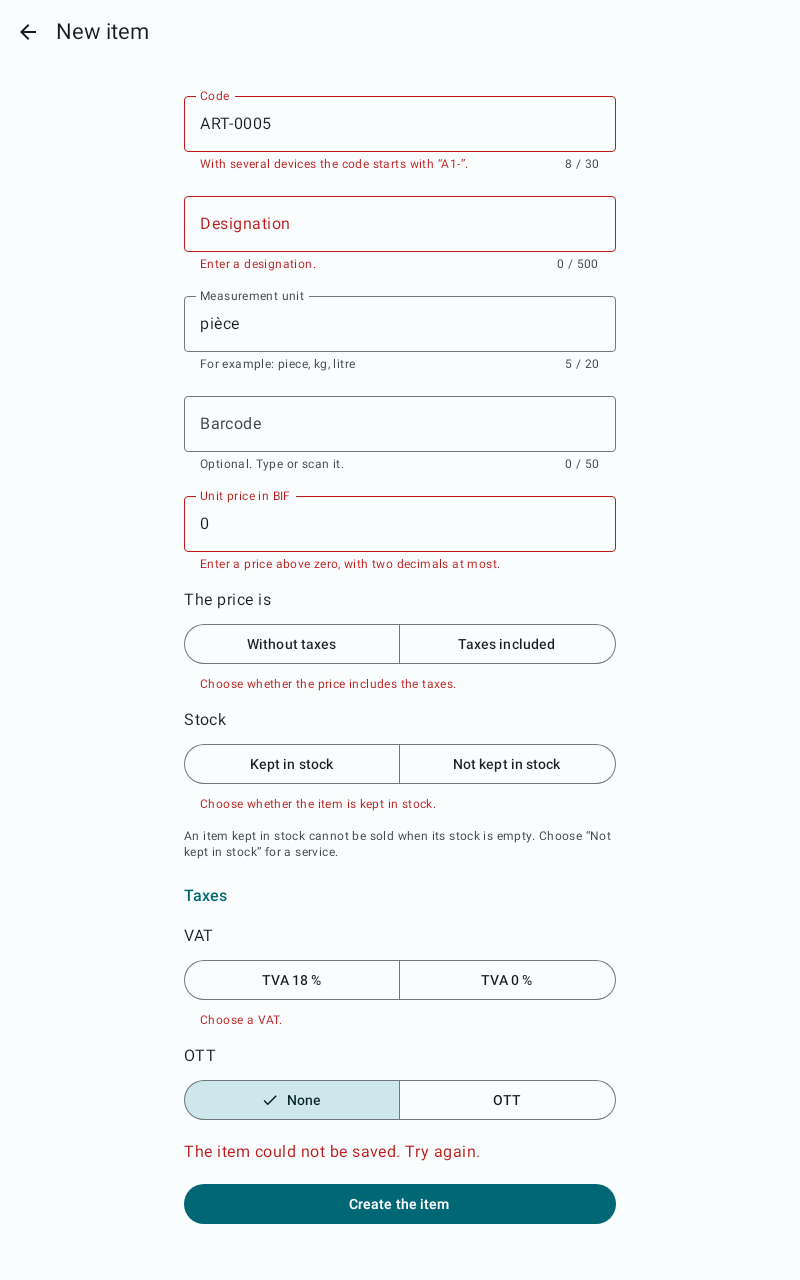 New item
Code
ART-0005
With several devices the code starts with “A1-”.
8 / 30
Designation
Enter a designation.
0 / 500
Measurement unit
pièce
For example: piece, kg, litre
5 / 20
Barcode
Optional. Type or scan it.
0 / 50
Unit price in BIF
0
Enter a price above zero, with two decimals at most.
The price is
Without taxes
Taxes included
Choose whether the price includes the taxes.
Stock
Kept in stock
Not kept in stock
Choose whether the item is kept in stock.
An item kept in stock cannot be sold when its stock is empty. Choose “Not
kept in stock” for a service.
Taxes
VAT
TVA 18 %
TVA 0 %
Choose a VAT.
OTT
None
OTT
The item could not be saved. Try again.
Create the item